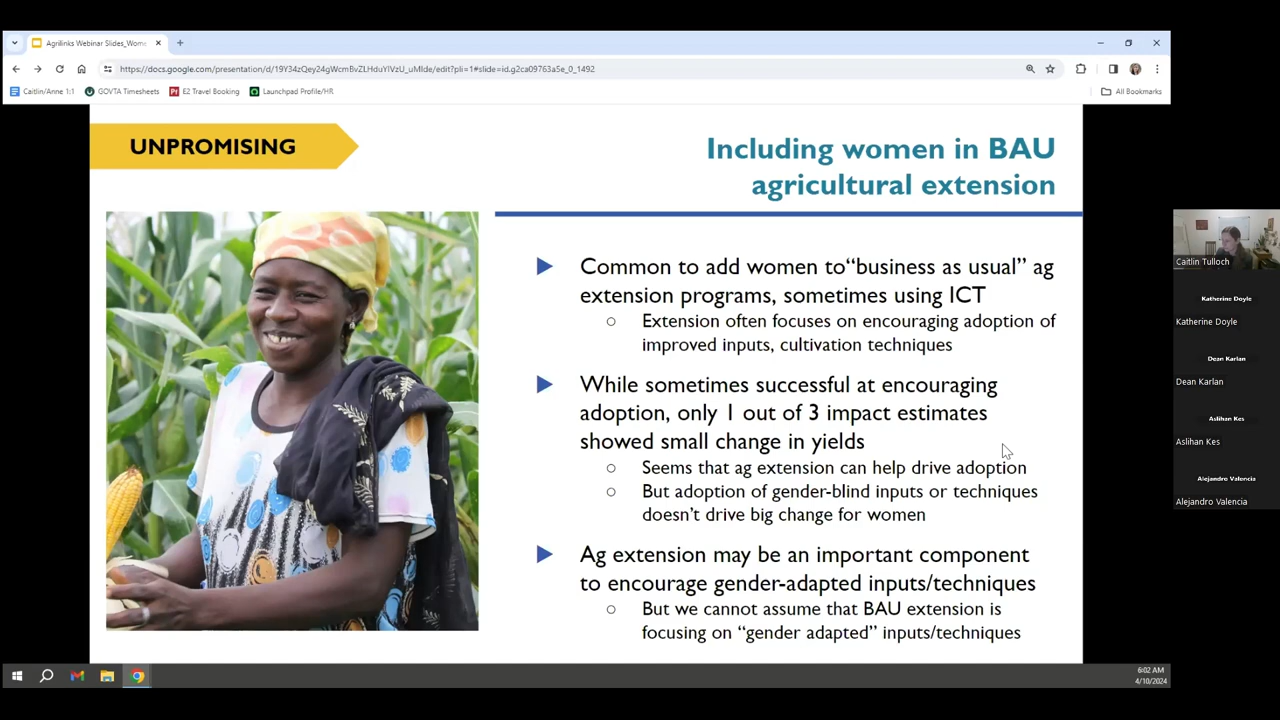 Agrilinks Webinar Slides_Wome
https://docs.google.com/presentation/d/19Y34zQey24gWcmBvZLHduYlVzU_uMlde/edit?pli=1#slide=id.g2ca09763a5e_0_1492
Caitlin/Anne 1:1
GOVTA Timesheets
E2 Travel Booking
Launchpad Profile/HR
All Bookmarks
UNPROMISING
Including women in BAU
agricultural extension
Common to add women to“business as usual” ag
extension programs, sometimes using ICT
Extension often focuses on encouraging adoption of
improved inputs, cultivation techniques
While sometimes successful at encouraging
adoption, only 1 out of 3 impact estimates
showed small change in yields
Seems that ag extension can help drive adoption
But adoption of gender-blind inputs or techniques
doesn’t drive big change for women
Ag extension may be an important component
to encourage gender-adapted inputs/techniques
But we cannot assume that BAU extension is
focusing on “gender adapted” inputs/techniques
Caitlin Tulloch
Katherine Doyle
Katherine Doyle
Dean Karlan
Dean Karlan
Aslihan Kes
Aslihan Kes
Alejandro Valencia
Alejandro Valencia
6:02 AM
4/10/2024